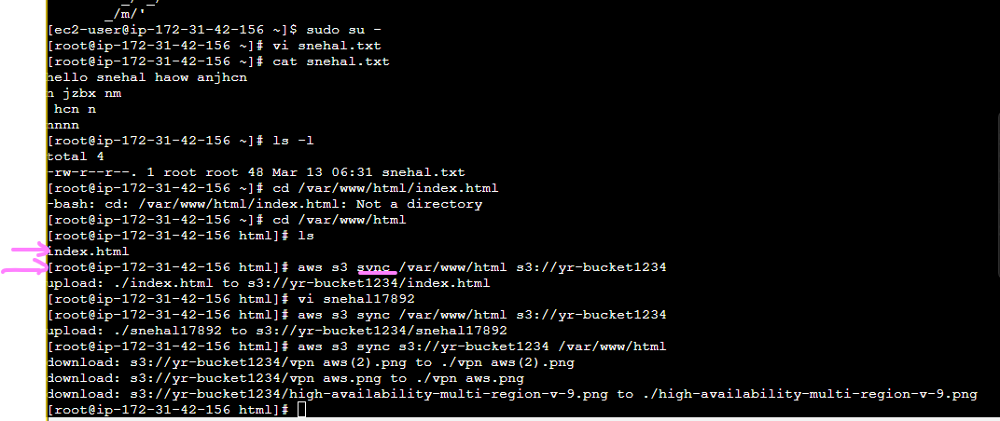 _/m/'
[ec2-user@ip-172-31-42-156 ~]$ sudo su -
[root@ip-172-31-42-156 ~]# vi snehal.txt
[root@ip-172-31-42-156 ~]# cat snehal.txt
hello snehal haow anjhcn
n jzbx nm
 hcn n
nnnn
[root@ip-172-31-42-156 ~]# ls -l
total 4
-rw-r--r--. 1 root root 48 Mar 13 06:31 snehal.txt
[root@ip-172-31-42-156 ~]# cd /var/www/html/index.html
-bash: cd: /var/www/html/index.html: Not a directory
[root@ip-172-31-42-156 ~]# cd /var/www/html
[root@ip-172-31-42-156 html]# ls
index.html
[root@ip-172-31-42-156 html]# aws s3 sync /var/www/html s3://yr-bucket1234
upload: ./index.html to s3://yr-bucket1234/index.html
[root@ip-172-31-42-156 html]# vi snehal17892
[root@ip-172-31-42-156 html]# aws s3 sync /var/www/html s3://yr-bucket1234
upload: ./snehal17892 to s3://yr-bucket1234/snehal17892
[root@ip-172-31-42-156 html]# aws s3 sync s3://yr-bucket1234 /var/www/html
download: s3://yr-bucket1234/vpn aws(2).png to ./vpn aws(2).png
download: s3://yr-bucket1234/vpn aws.png to ./vpn aws.png
download: s3://yr-bucket1234/high-availability-multi-region-v-9.png to ./high-availability-multi-region-v-9.png
[root@ip-172-31-42-156 html]#